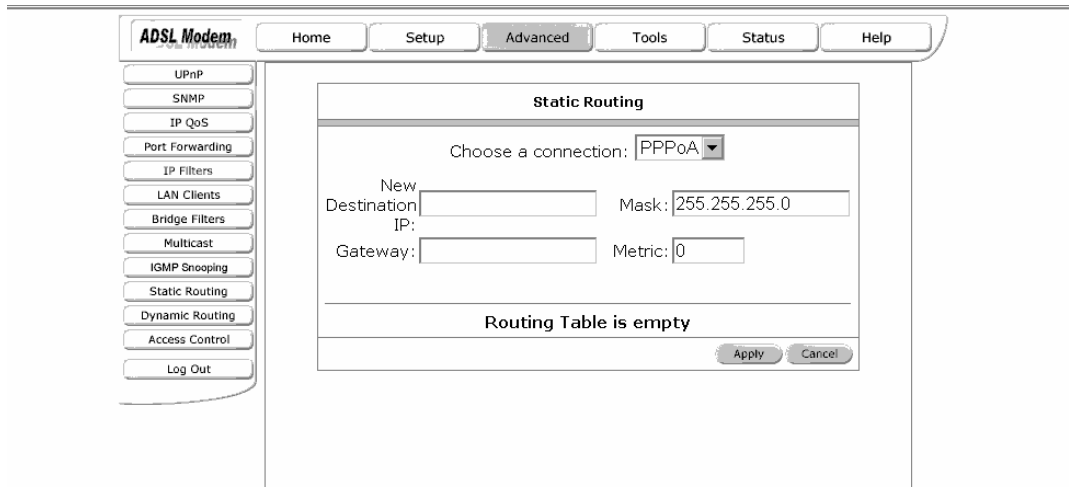 ADSL Modem
Home Setup Advanced Tools Status Help
UPnP
SNMP
IP QoS
Port Forwarding
IP Filters
LAN Clients
Bridge Filters
Multicast
IGMP Snooping
Static Routing
Dynamic Routing
Access Control
Log Out
Static Routing
Choose a connection: PPPoA
New Destination IP:
Mask: 255.255.255.0
Gateway:
Metric: 0
Routing Table is empty
Apply Cancel